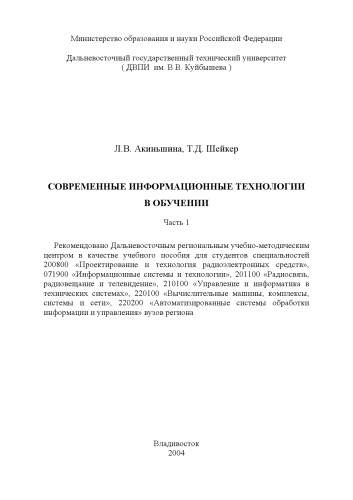 Министерство образования и науки Российской Федерации
Дальневосточный государственный технический университет
( ДВПИ им. В.В. Куйбышева )
Л.В. Акиньшина, Т.Д. Шейкер
СОВРЕМЕННЫЕ ИНФОРМАЦИОННЫЕ ТЕХНОЛОГИИ
В ОБУЧЕНИИ
Часть 1
Рекомендовано Дальневосточным региональным учебно-методическим
центром в качестве учебного пособия для студентов специальностей
200800 «Проектирование и технология радиоэлектронных средств»,
071900 «Информационные системы и технологии», 201100 «Радиосвязь,
радиовещание и телевидение», 210100 «Управление и информатика в
технических системах», 220100 «Вычислительные машины, комплексы,
системы и сети», 220200 «Автоматизированные системы обработки
информации и управления» вузов региона
Владивосток
2004